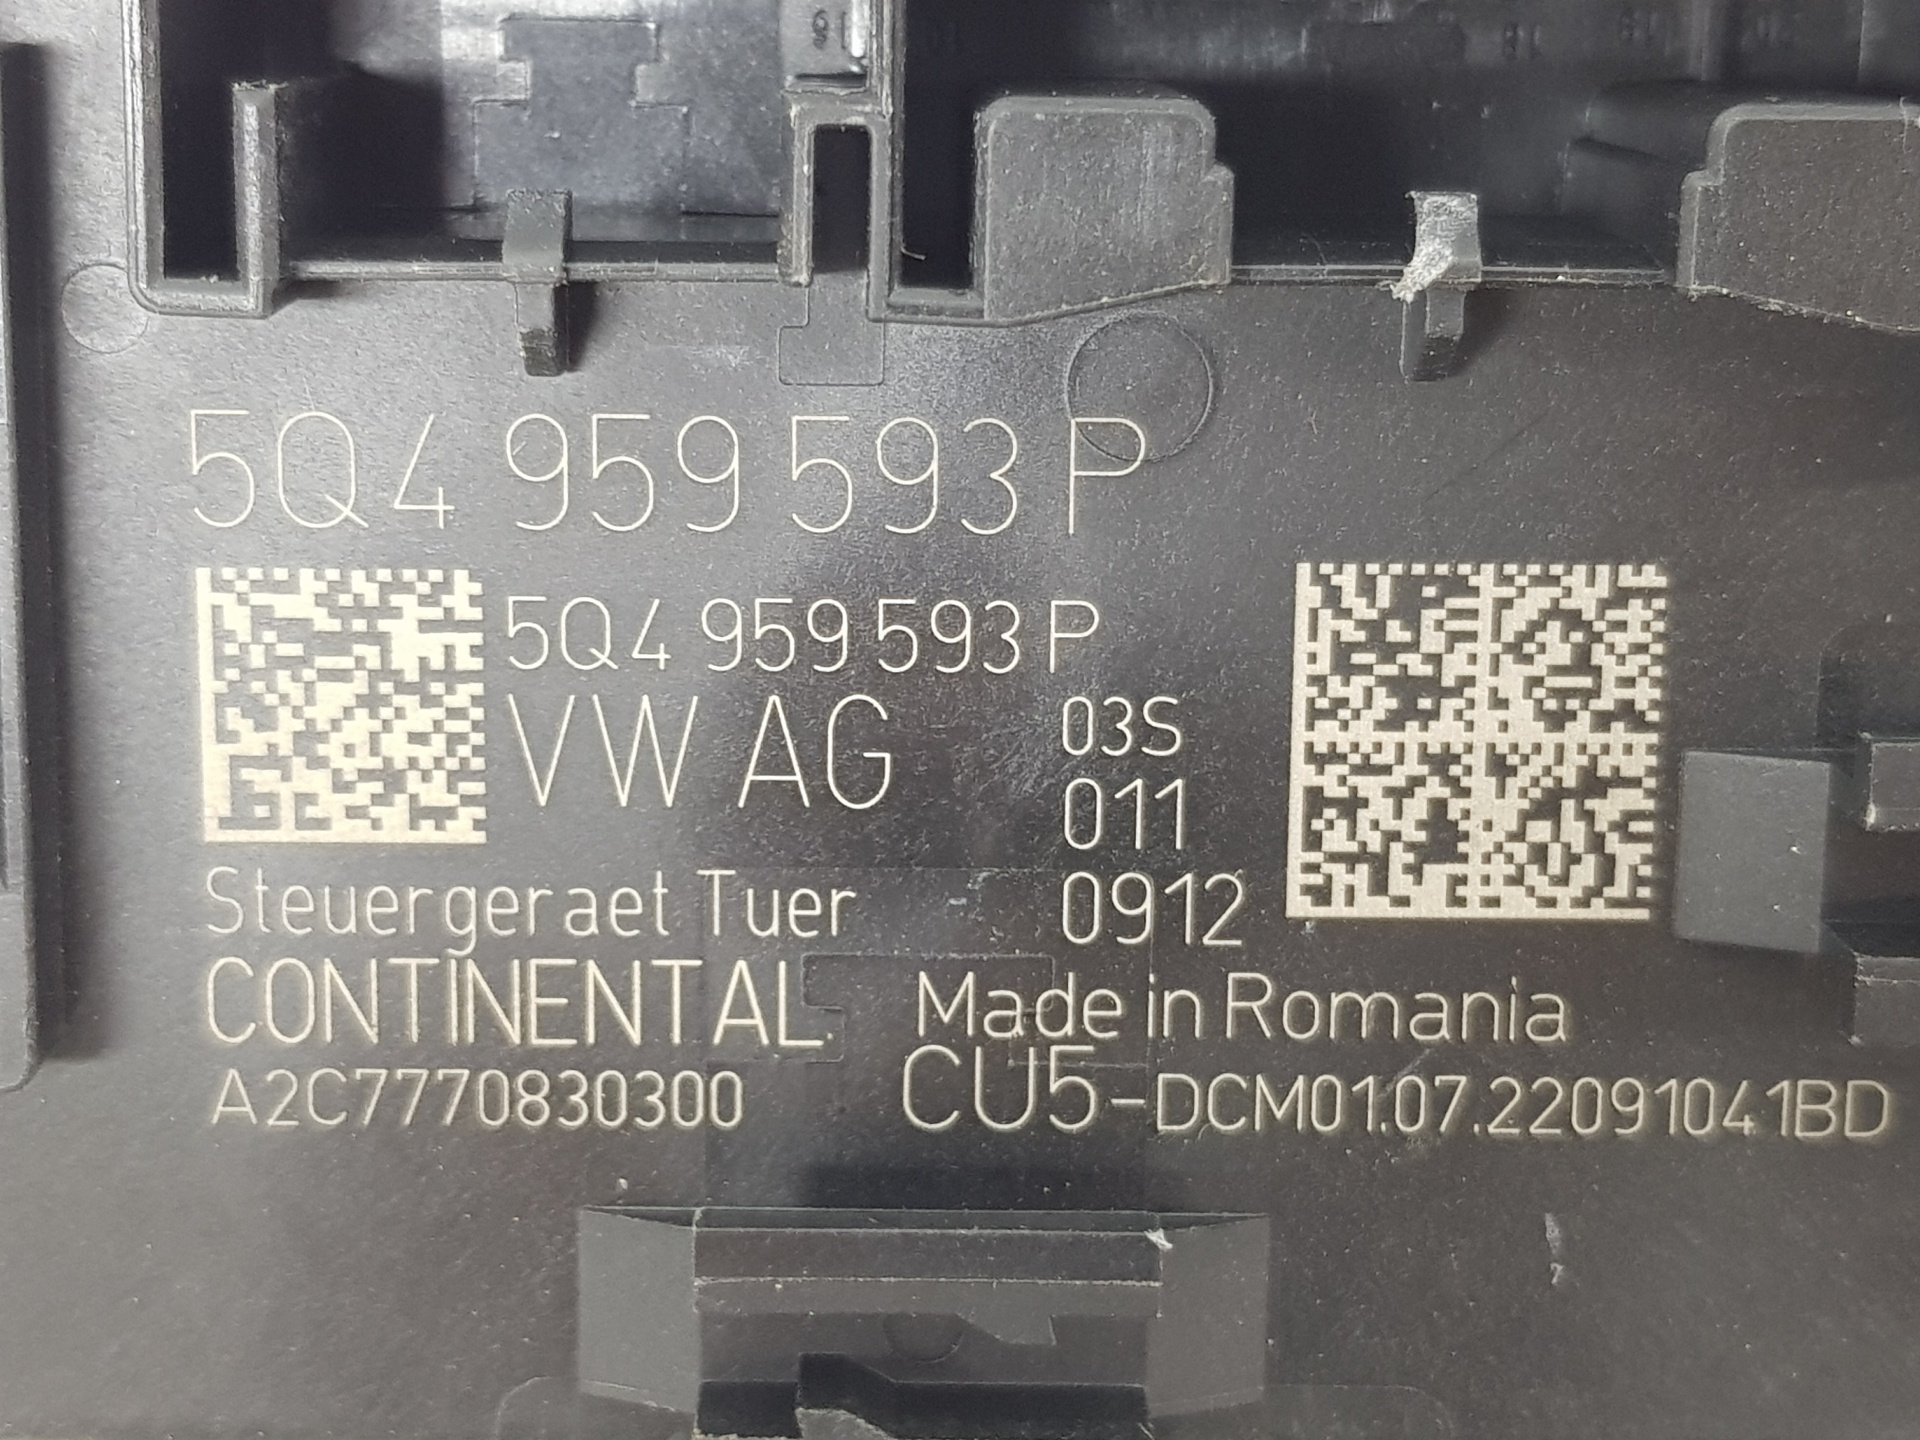 5Q4 959 593 P
5Q4 959 593 P
VW AG
03S
011
0912
Steuergeraet Tuer
CONTINENTAL
Made in Romania
A2C7770830300
CU5-DCM01.07.22091041BD